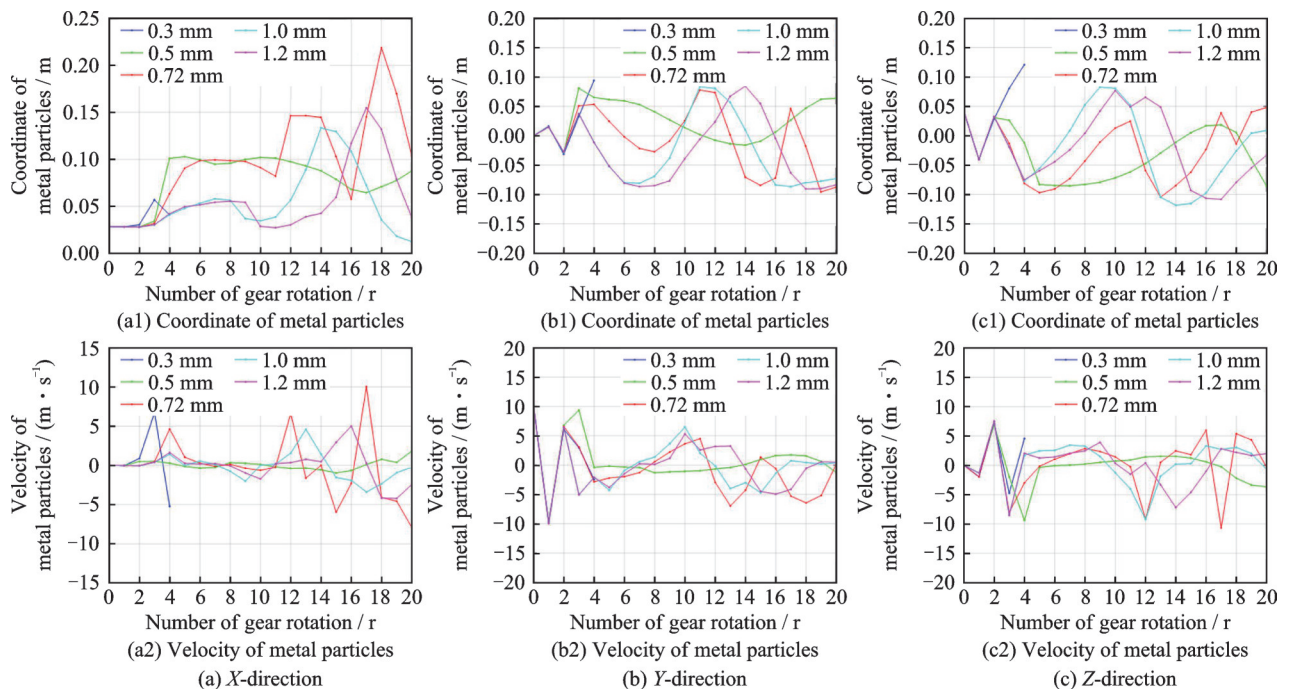 Coordinate of
metal particles / m
0.25
0.20
0.15
0.10
0.05
0.00
0.3 mm
1.0 mm
0.5 mm
1.2 mm
0.72 mm
0 2 4 6 8 10 12 14 16 18 20
Number of gear rotation / r
(a1) Coordinate of metal particles
Coordinate of
metal particles / m
0.20
0.15
0.10
0.05
0.00
−0.05
−0.10
−0.15
−0.20
0.3 mm
1.0 mm
0.5 mm
1.2 mm
0.72 mm
0 2 4 6 8 10 12 14 16 18 20
Number of gear rotation / r
(b1) Coordinate of metal particles
Coordinate of
metal particles / m
0.20
0.15
0.10
0.05
0.00
−0.05
−0.10
−0.15
−0.20
0.3 mm
1.0 mm
0.5 mm
1.2 mm
0.72 mm
0 2 4 6 8 10 12 14 16 18 20
Number of gear rotation / r
(c1) Coordinate of metal particles
Velocity of
metal particles / (m · s⁻¹)
15
10
5
0
−5
−10
−15
0.3 mm
1.0 mm
0.5 mm
1.2 mm
0.72 mm
0 2 4 6 8 10 12 14 16 18 20
Number of gear rotation / r
(a2) Velocity of metal particles
(a) X-direction
Velocity of
metal particles / (m · s⁻¹)
20
15
10
5
0
−5
−10
−15
−20
0.3 mm
1.0 mm
0.5 mm
1.2 mm
0.72 mm
0 2 4 6 8 10 12 14 16 18 20
Number of gear rotation / r
(b2) Velocity of metal particles
(b) Y-direction
Velocity of
metal particles / (m · s⁻¹)
20
15
10
5
0
−5
−10
−15
−20
0.3 mm
1.0 mm
0.5 mm
1.2 mm
0.72 mm
0 2 4 6 8 10 12 14 16 18 20
Number of gear rotation / r
(c2) Velocity of metal particles
(c) Z-direction